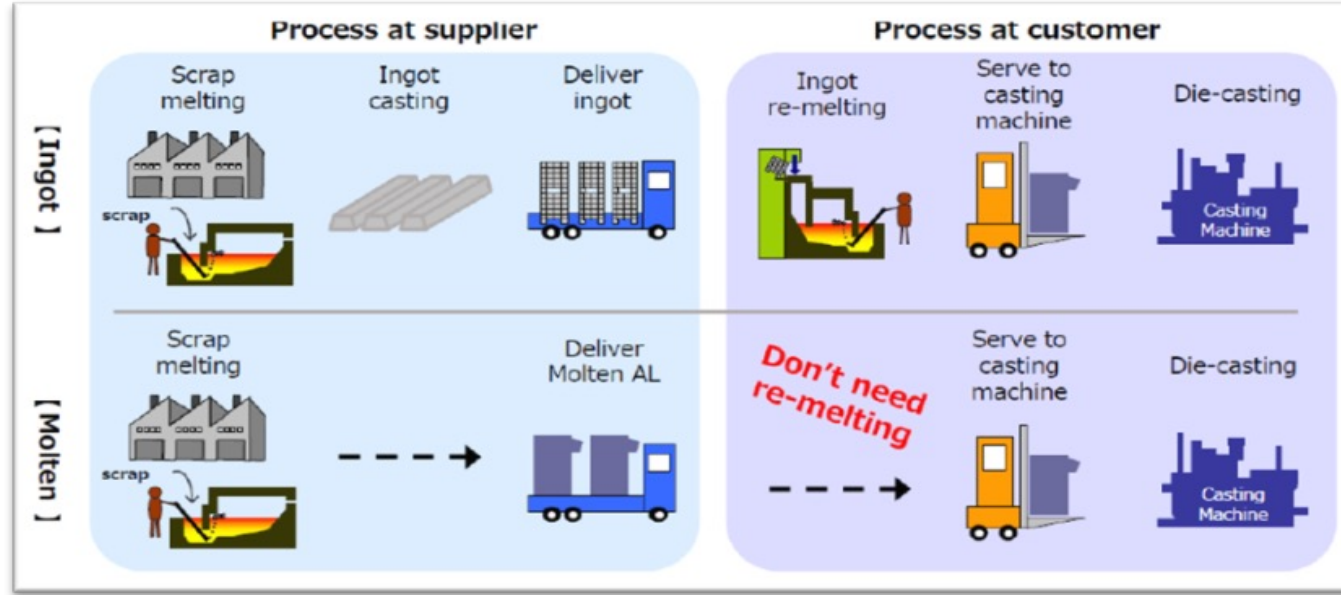 Process at supplier
Process at customer
【Ingot】
Scrap
melting
Ingot
casting
Deliver
ingot
Ingot
re-melting
Serve to
casting
machine
Die-casting
scrap
Casting
Machine
【Molten】
Scrap
melting
Deliver
Molten AL
Don't need
re-melting
Serve to
casting
machine
Die-casting
scrap
Casting
Machine